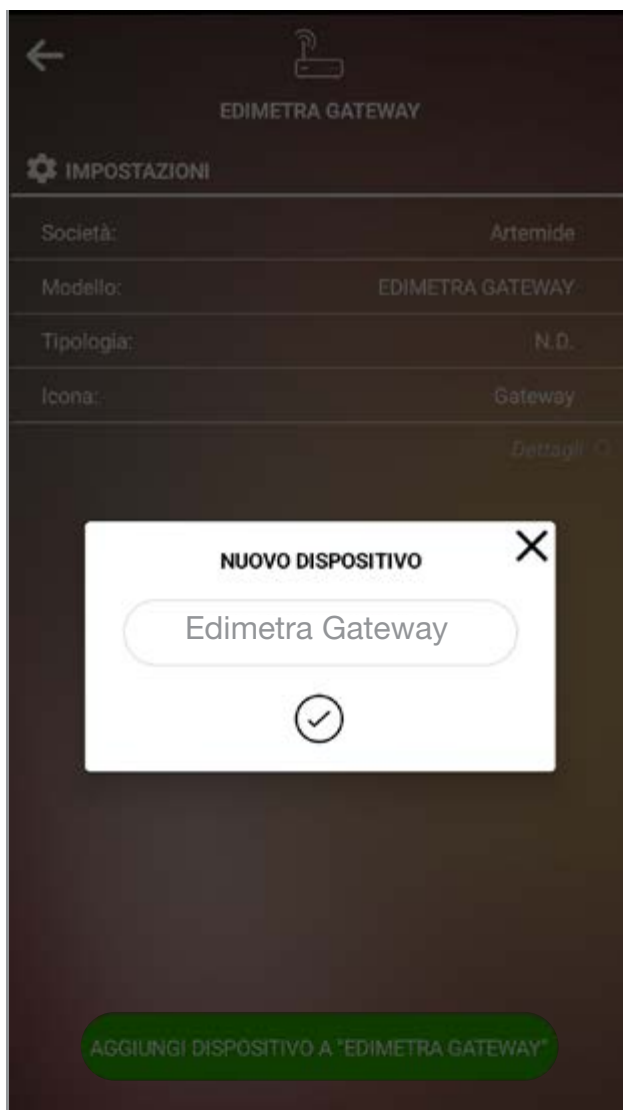 EDIMETRA GATEWAY
IMPOSTAZIONI
Società: Artemide
Modello: EDIMETRA GATEWAY
Tipologia: N.D.
Icona: Gateway
Dettagli
NUOVO DISPOSITIVO
Edimetra Gateway
AGGIUNGI DISPOSITIVO A "EDIMETRA GATEWAY"